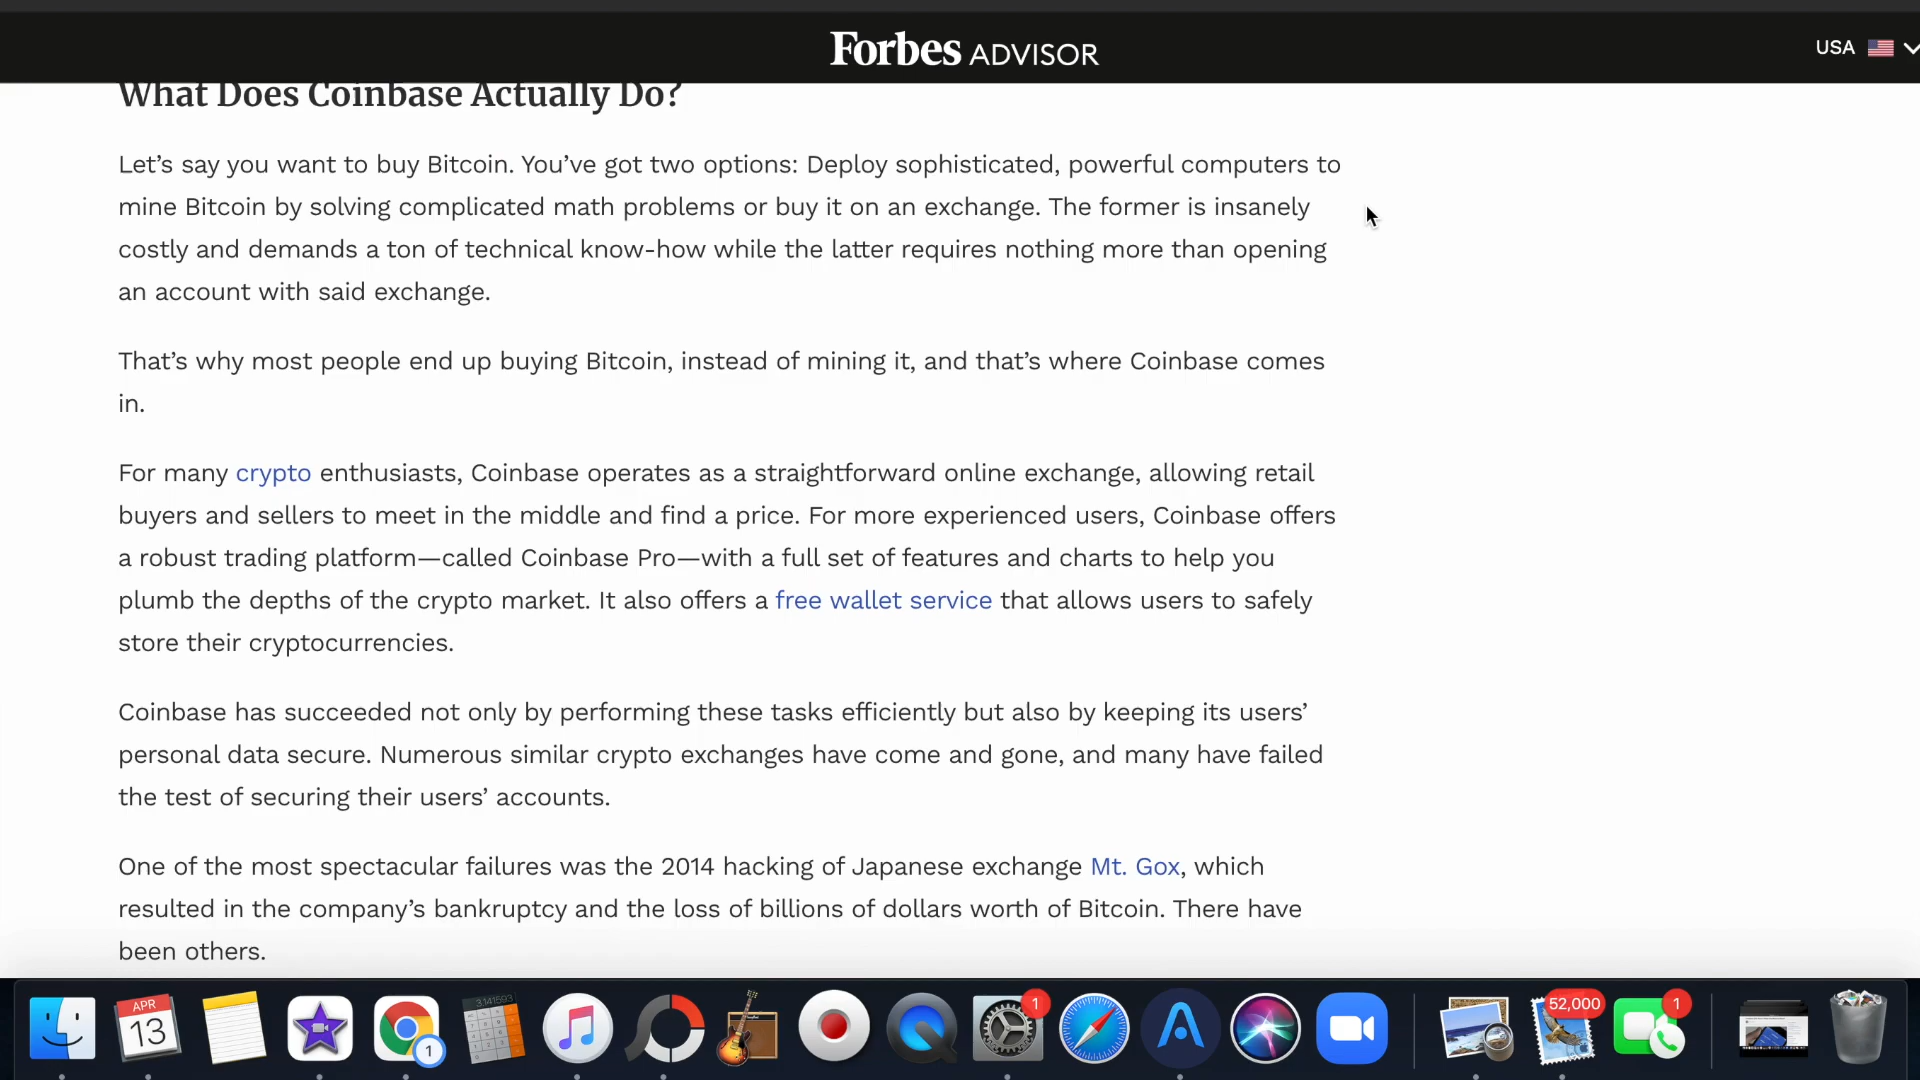 Forbes ADVISOR
USA
What Does Coinbase Actually Do?
Let’s say you want to buy Bitcoin. You’ve got two options: Deploy sophisticated, powerful computers to
mine Bitcoin by solving complicated math problems or buy it on an exchange. The former is insanely
costly and demands a ton of technical know-how while the latter requires nothing more than opening
an account with said exchange.
That’s why most people end up buying Bitcoin, instead of mining it, and that’s where Coinbase comes
in.
For many crypto enthusiasts, Coinbase operates as a straightforward online exchange, allowing retail
buyers and sellers to meet in the middle and find a price. For more experienced users, Coinbase offers
a robust trading platform—called Coinbase Pro—with a full set of features and charts to help you
plumb the depths of the crypto market. It also offers a free wallet service that allows users to safely
store their cryptocurrencies.
Coinbase has succeeded not only by performing these tasks efficiently but also by keeping its users’
personal data secure. Numerous similar crypto exchanges have come and gone, and many have failed
the test of securing their users’ accounts.
One of the most spectacular failures was the 2014 hacking of Japanese exchange Mt. Gox, which
resulted in the company’s bankruptcy and the loss of billions of dollars worth of Bitcoin. There have
been others.
APR
13
1
3.141593
1
52,000
1